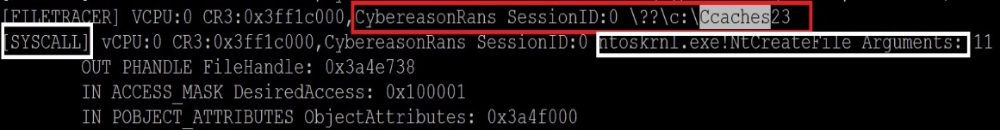 [FILETRACER] VCPU:0 CR3:0x3ff1c000,CybereasonRans SessionID:0 \??\c:\Ccaches23
[SYSCALL] vCPU:0 CR3:0x3ff1c000,CybereasonRans SessionID:0 ntoskrnl.exe!NtCreateFile Arguments: 11
OUT PHANDLE FileHandle: 0x3a4e738
IN ACCESS_MASK DesiredAccess: 0x100001
IN POBJECT_ATTRIBUTES ObjectAttributes: 0x3a4f000